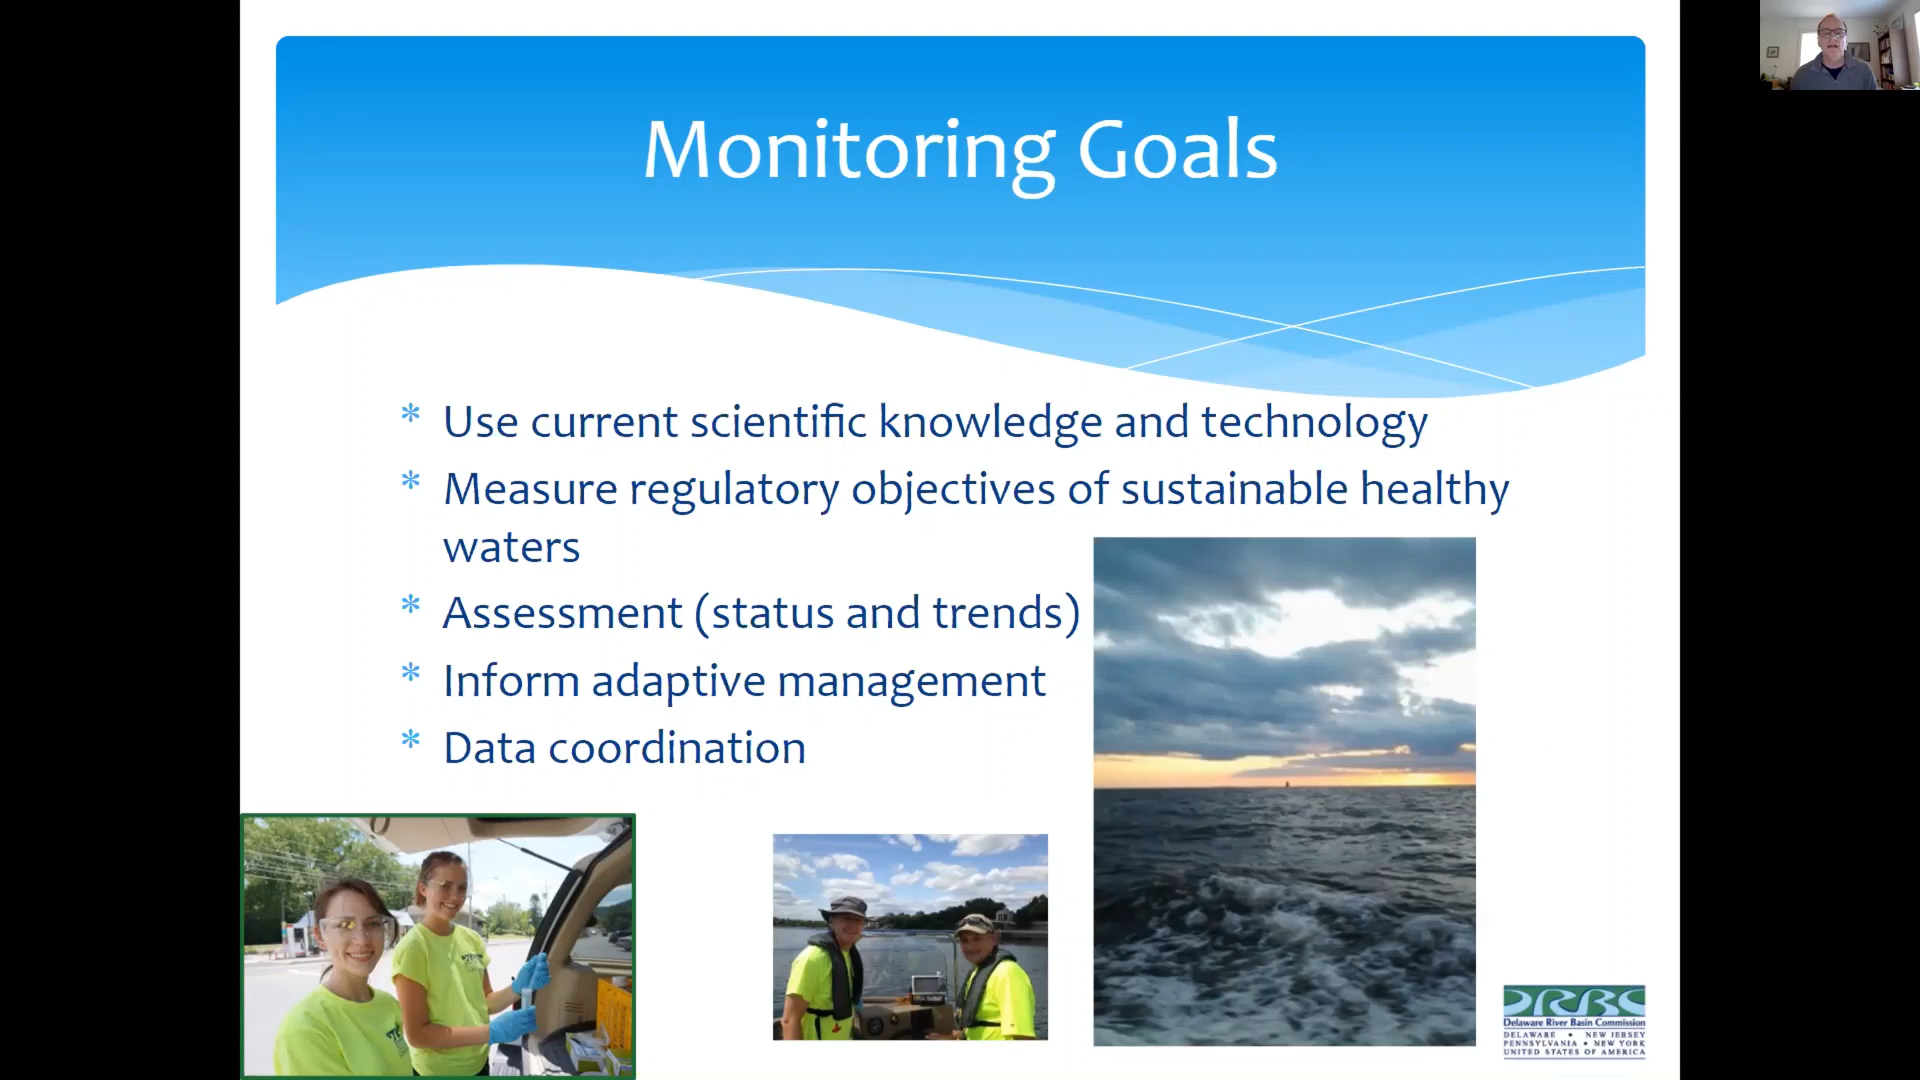 Monitoring Goals
* Use current scientific knowledge and technology
* Measure regulatory objectives of sustainable healthy
waters
* Assessment (status and trends)
* Inform adaptive management
* Data coordination
DRBC
Delaware River Basin Commission
DELAWARE • NEW JERSEY
PENNSYLVANIA • NEW YORK
UNITED STATES OF AMERICA